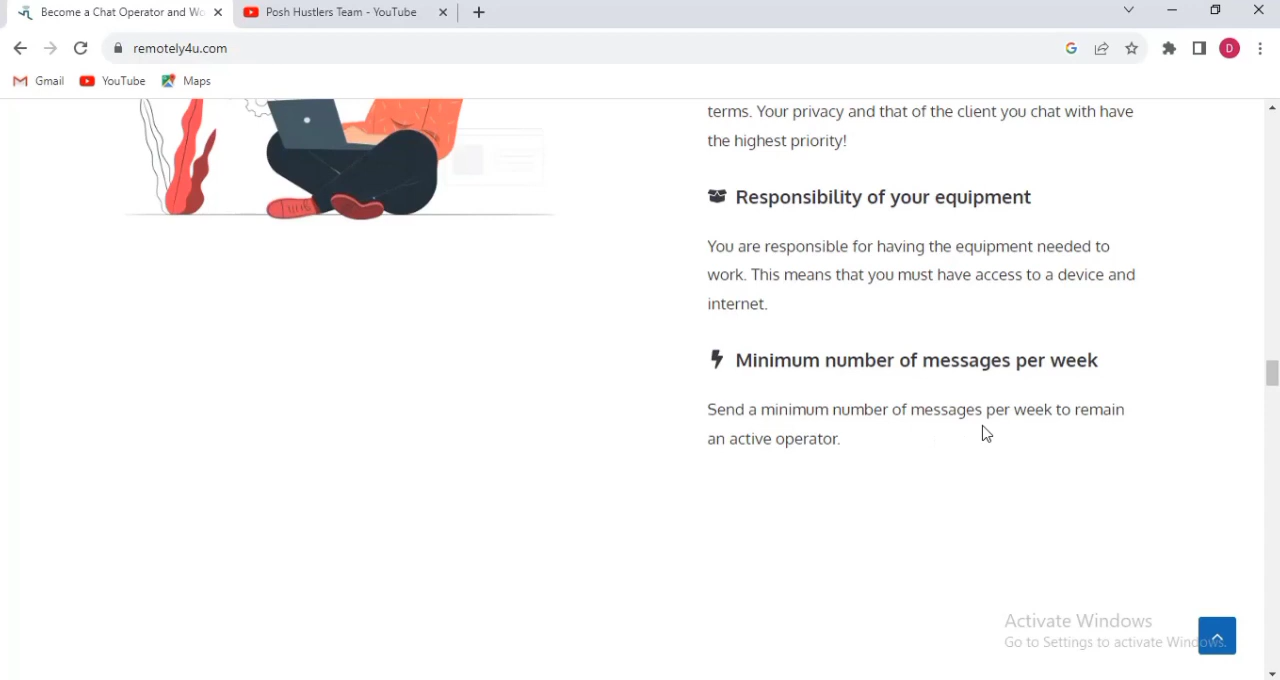 Become a Chat Operator and Wo
Posh Hustlers Team - YouTube
remotely4u.com
D
Gmail
YouTube
Maps
terms. Your privacy and that of the client you chat with have
the highest priority!
Responsibility of your equipment
You are responsible for having the equipment needed to
work. This means that you must have access to a device and
internet.
Minimum number of messages per week
Send a minimum number of messages per week to remain
an active operator.
Activate Windows
Go to Settings to activate Windows.